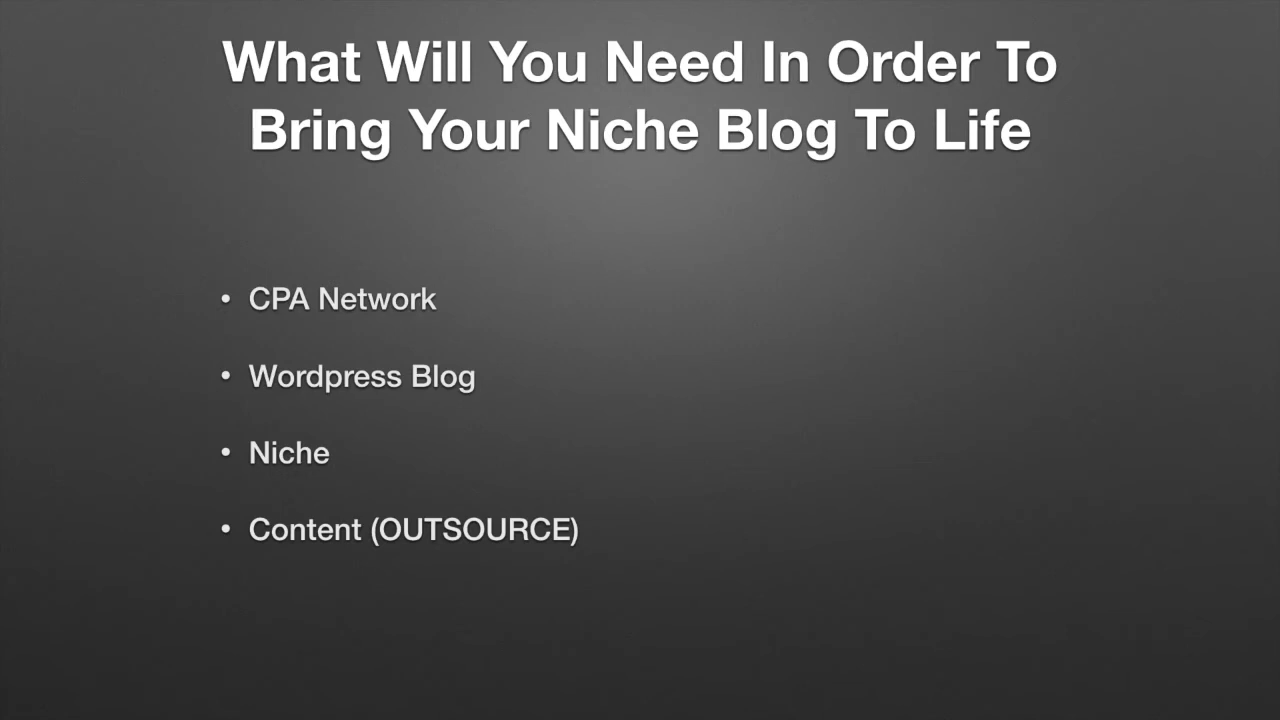 What Will You Need In Order To
Bring Your Niche Blog To Life
• CPA Network
• Wordpress Blog
• Niche
• Content (OUTSOURCE)